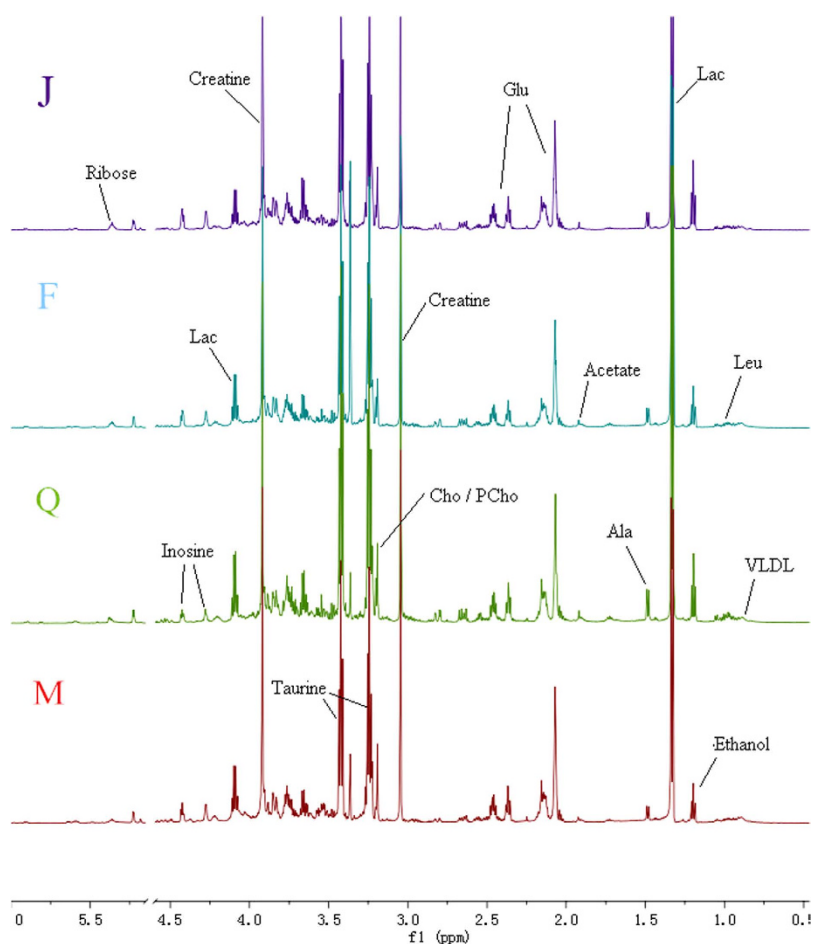 J
Creatine
Glu
Lac
Ribose
F
Creatine
Lac
Acetate
Leu
Q
Cho / PCho
Inosine
Ala
VLDL
M
Taurine
Ethanol
0 5.5 4.5 4.0 3.5 3.0 2.5 2.0 1.5 1.0 0.5
f1 (ppm)